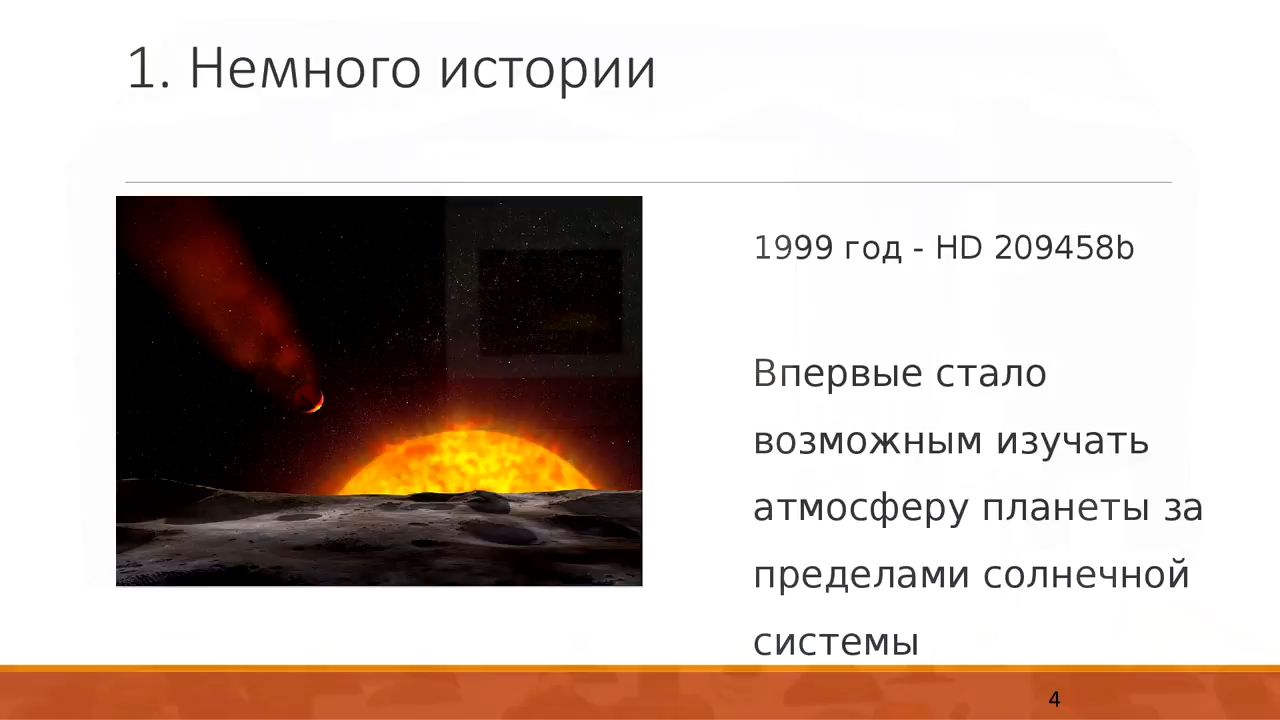 1. Немного истории
1999 год - HD 209458b
Впервые стало
возможным изучать
атмосферу планеты за
пределами солнечной
системы
4